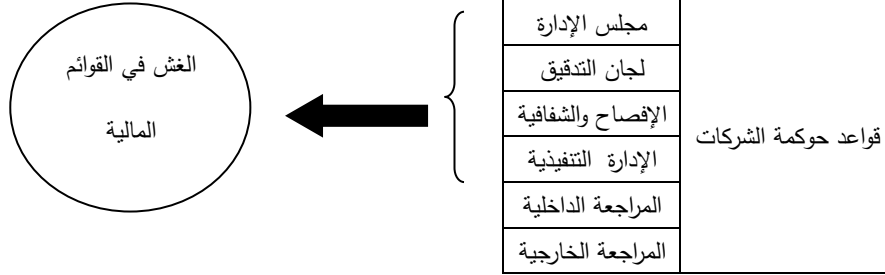 قواعد حوكمة الشركات
مجلس الإدارة
لجان التدقيق
الإفصاح والشفافية
الإدارة التنفيذية
المراجعة الداخلية
المراجعة الخارجية
الغش في القوائم
المالية